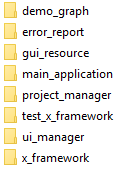 demo_graph
error_report
gui_resource
main_application
project_manager
test_x_framework
ui_manager
x_framework